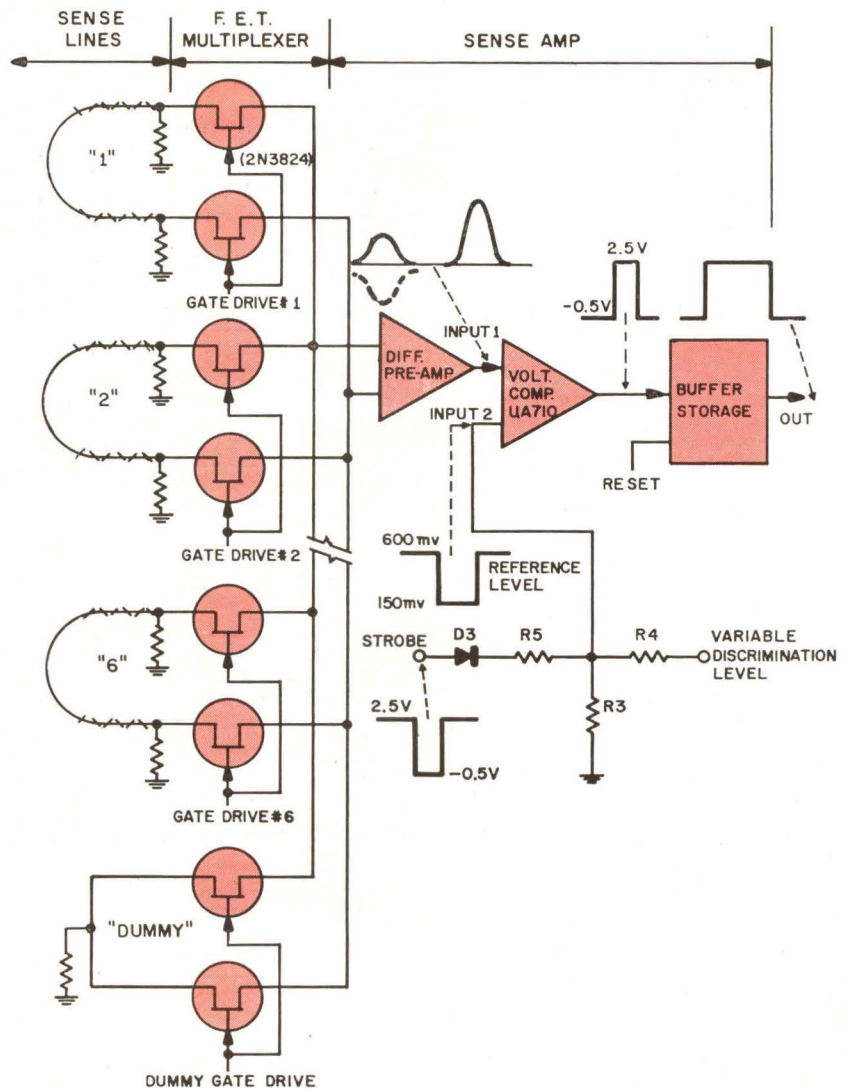 SENSE
LINES
F. E.T.
MULTIPLEXER
SENSE AMP
"1"
(2N3824)
GATE DRIVE#1
"2"
GATE DRIVE#2
"6"
GATE DRIVE#6
"DUMMY"
DUMMY GATE DRIVE
INPUT 1
DIFF.
PRE-AMP
INPUT 2
VOLT.
COMP.
UA710
2.5V
-0.5V
BUFFER
STORAGE
OUT
RESET
600mv
REFERENCE
LEVEL
150mv
STROBE
D3
R5
R4
VARIABLE
DISCRIMINATION
LEVEL
R3
2.5V
-0.5V